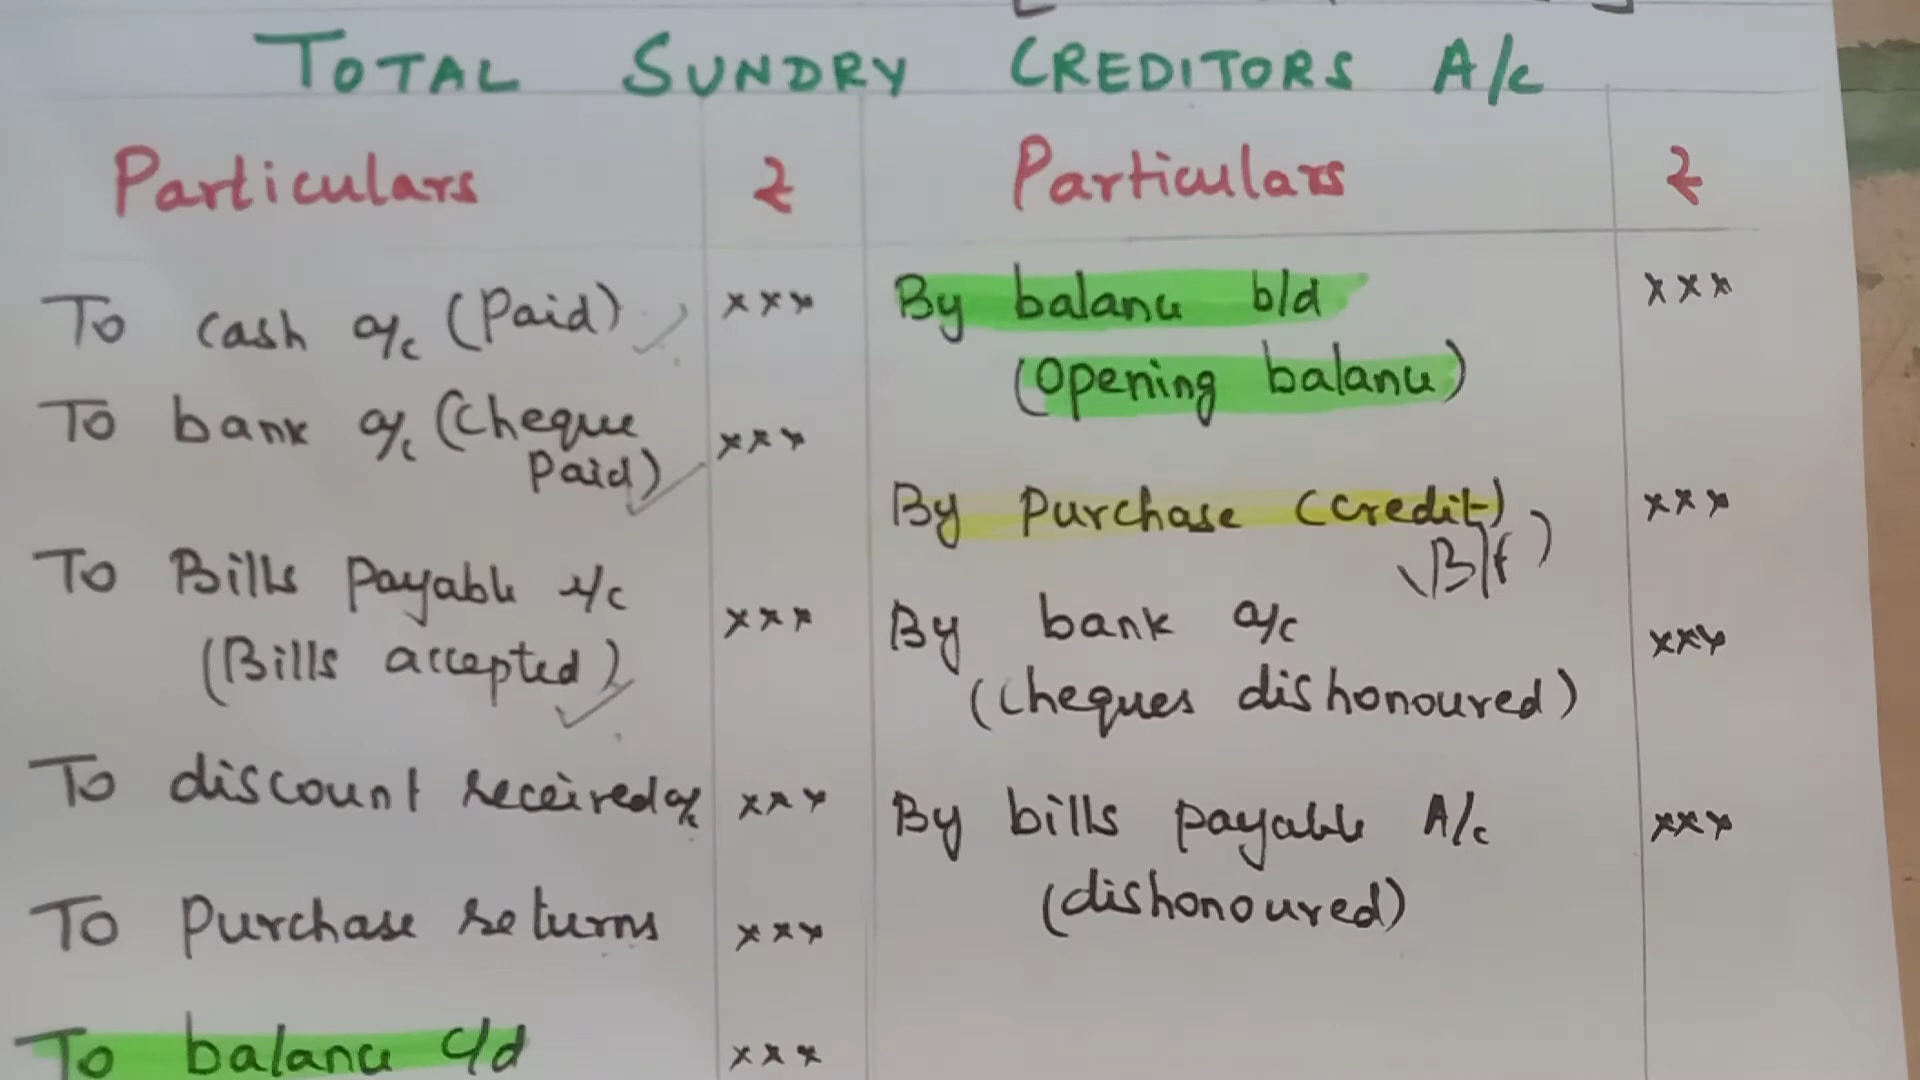 TOTAL SUNDRY CREDITORS A/c
Particulars ₹ Particulars ₹
To cash a/c (Paid) xxx
To bank a/c (Cheque
Paid) xxx
To Bills payable a/c
(Bills accepted) xxx
To discount received a/c xxx
To Purchase returns xxx
To balance c/d xxx
By balance b/d xxx
(Opening balance)
By Purchase (credit) xxx
(B/f)
By bank a/c xxx
(Cheques dishonoured)
By bills payable A/c xxx
(dishonoured)